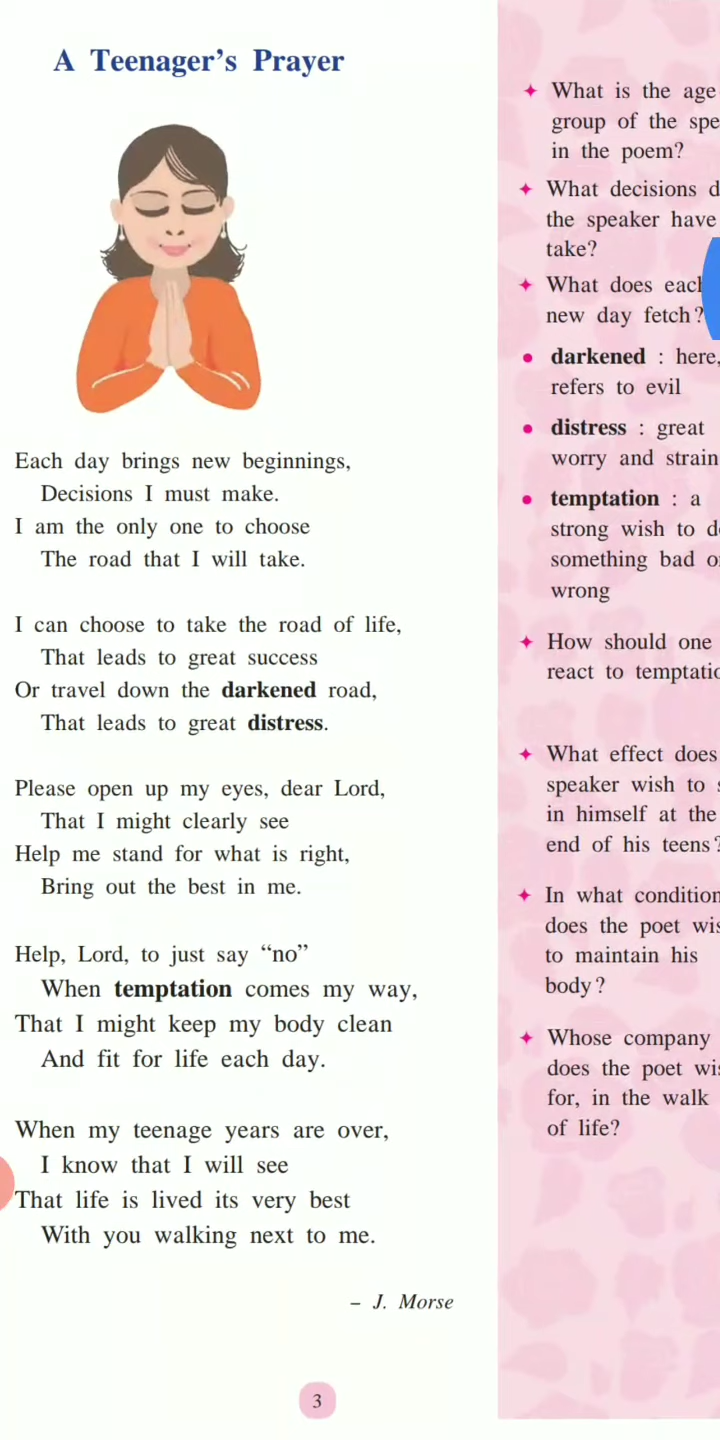 A Teenager's Prayer
Each day brings new beginnings,
Decisions I must make.
I am the only one to choose
The road that I will take.
I can choose to take the road of life,
That leads to great success
Or travel down the darkened road,
That leads to great distress.
Please open up my eyes, dear Lord,
That I might clearly see
Help me stand for what is right,
Bring out the best in me.
Help, Lord, to just say “no”
When temptation comes my way,
That I might keep my body clean
And fit for life each day.
When my teenage years are over,
I know that I will see
That life is lived its very best
With you walking next to me.
– J. Morse
3
What is the age
group of the
in the poem?
What decisions
the speaker have
take?
What does
new day fetch?
darkened : here,
refers to evil
distress : great
worry and strain
temptation : a
strong wish to
something bad
wrong
How should one
react to
What effect does
speaker wish to
in himself at the
end of his teens?
In what
does the poet
to maintain his
body?
Whose company
does the poet
for, in the walk
of life?